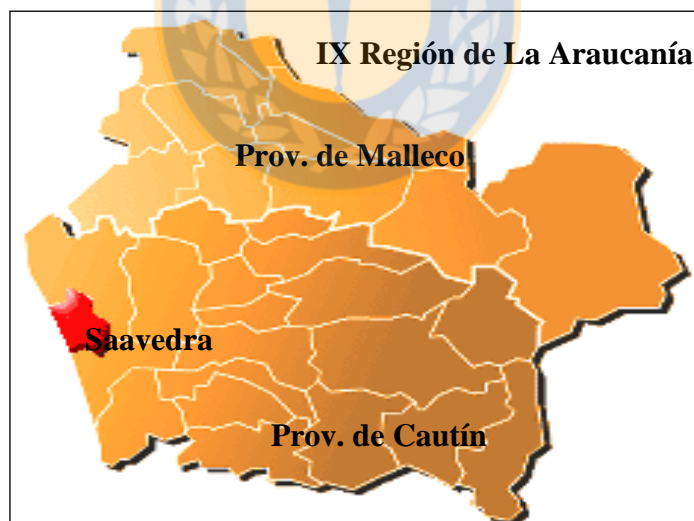 IX Región de La Araucanía
Prov. de Malleco
Saavedra
Prov. de Cautín